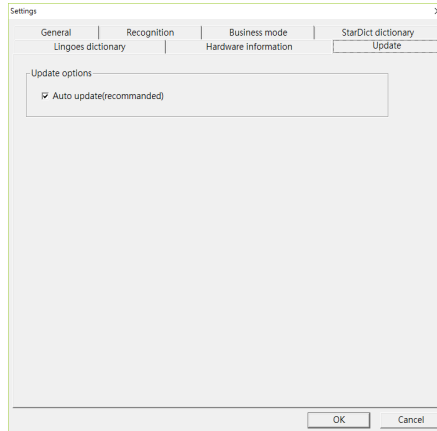 Settings
General Recognition Business mode StarDict dictionary
Lingoes dictionary Hardware information Update
Update options
Auto update(recommanded)
OK Cancel